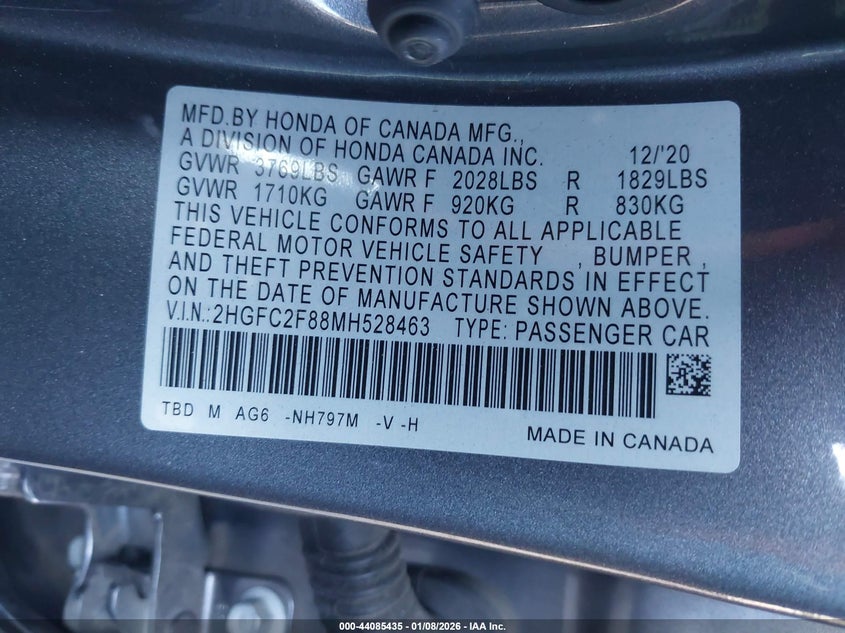 MFD.BY HONDA OF CANADA MFG.,
A DIVISION OF HONDA CANADA INC. 12/'20
GVWR 3769LBS GAWR F 2028LBS R 1829LBS
GVWR 1710KG GAWR F 920KG R 830KG
THIS VEHICLE CONFORMS TO ALL APPLICABLE
FEDERAL MOTOR VEHICLE SAFETY , BUMPER ,
AND THEFT PREVENTION STANDARDS IN EFFECT
ON THE DATE OF MANUFACTURE SHOWN ABOVE.
V.I.N.:2HGFC2F88MH528463 TYPE: PASSENGER CAR
TBD M AG6 -NH797M -V -H
MADE IN CANADA
000-44085435 - 01/08/2026 - IAA Inc.